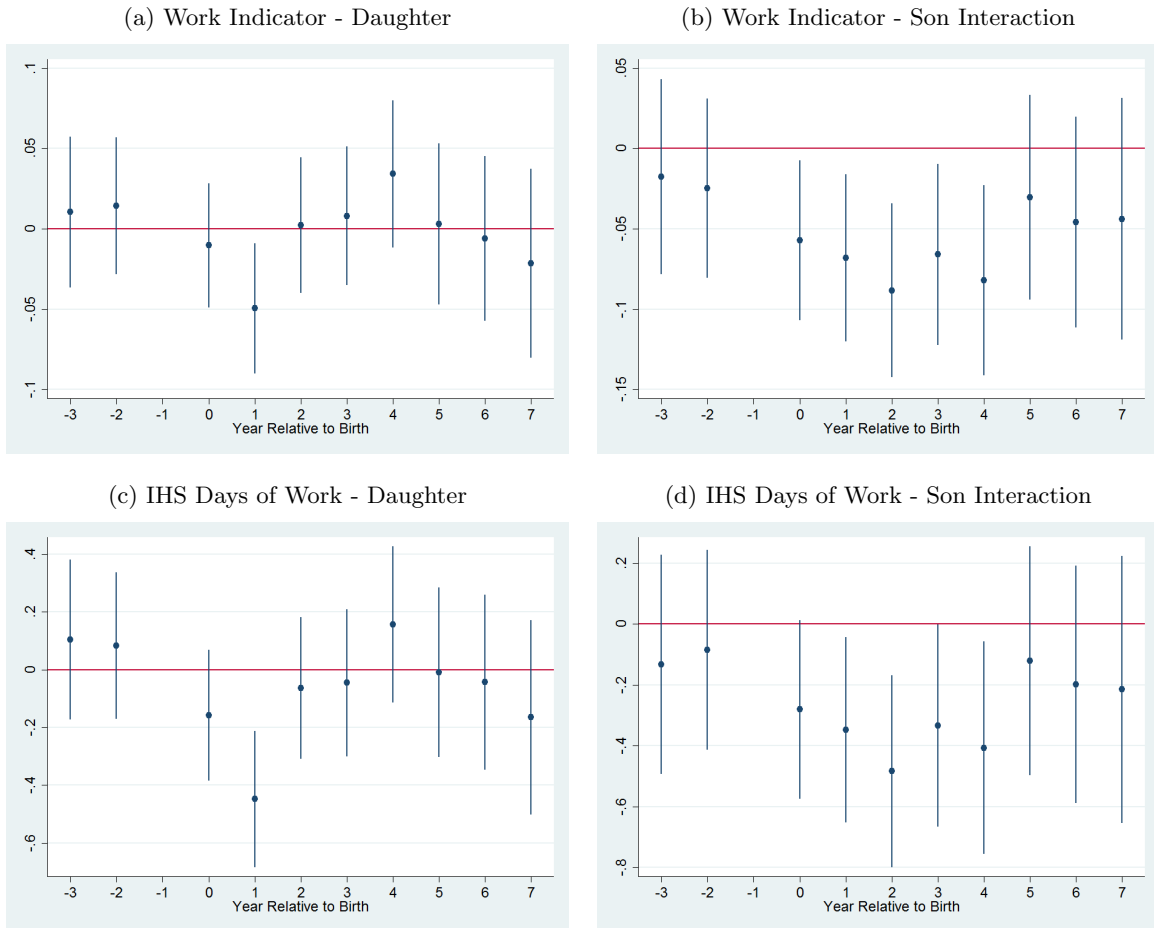 (a) Work Indicator - Daughter
.1
.05
0
-.05
-.1
-3 -2 -1 0 1 2 3 4 5 6 7
Year Relative to Birth
(b) Work Indicator - Son Interaction
.05
0
-.05
-.1
-.15
-3 -2 -1 0 1 2 3 4 5 6 7
Year Relative to Birth
(c) IHS Days of Work - Daughter
.4
.2
0
-.2
-.4
-.6
-3 -2 -1 0 1 2 3 4 5 6 7
Year Relative to Birth
(d) IHS Days of Work - Son Interaction
.2
0
-.2
-.4
-.6
-.8
-3 -2 -1 0 1 2 3 4 5 6 7
Year Relative to Birth